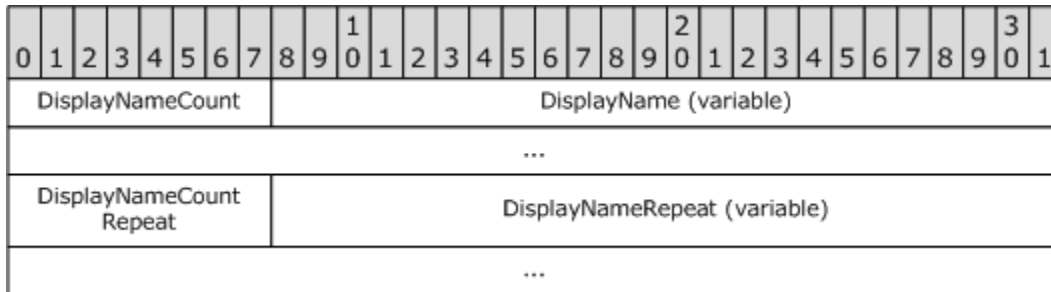 1 2 3
0 1 2 3 4 5 6 7 8 9 0 1 2 3 4 5 6 7 8 9 0 1 2 3 4 5 6 7 8 9 0 1
DisplayNameCount DisplayName (variable)
...
DisplayNameCount
Repeat
DisplayNameRepeat (variable)
...